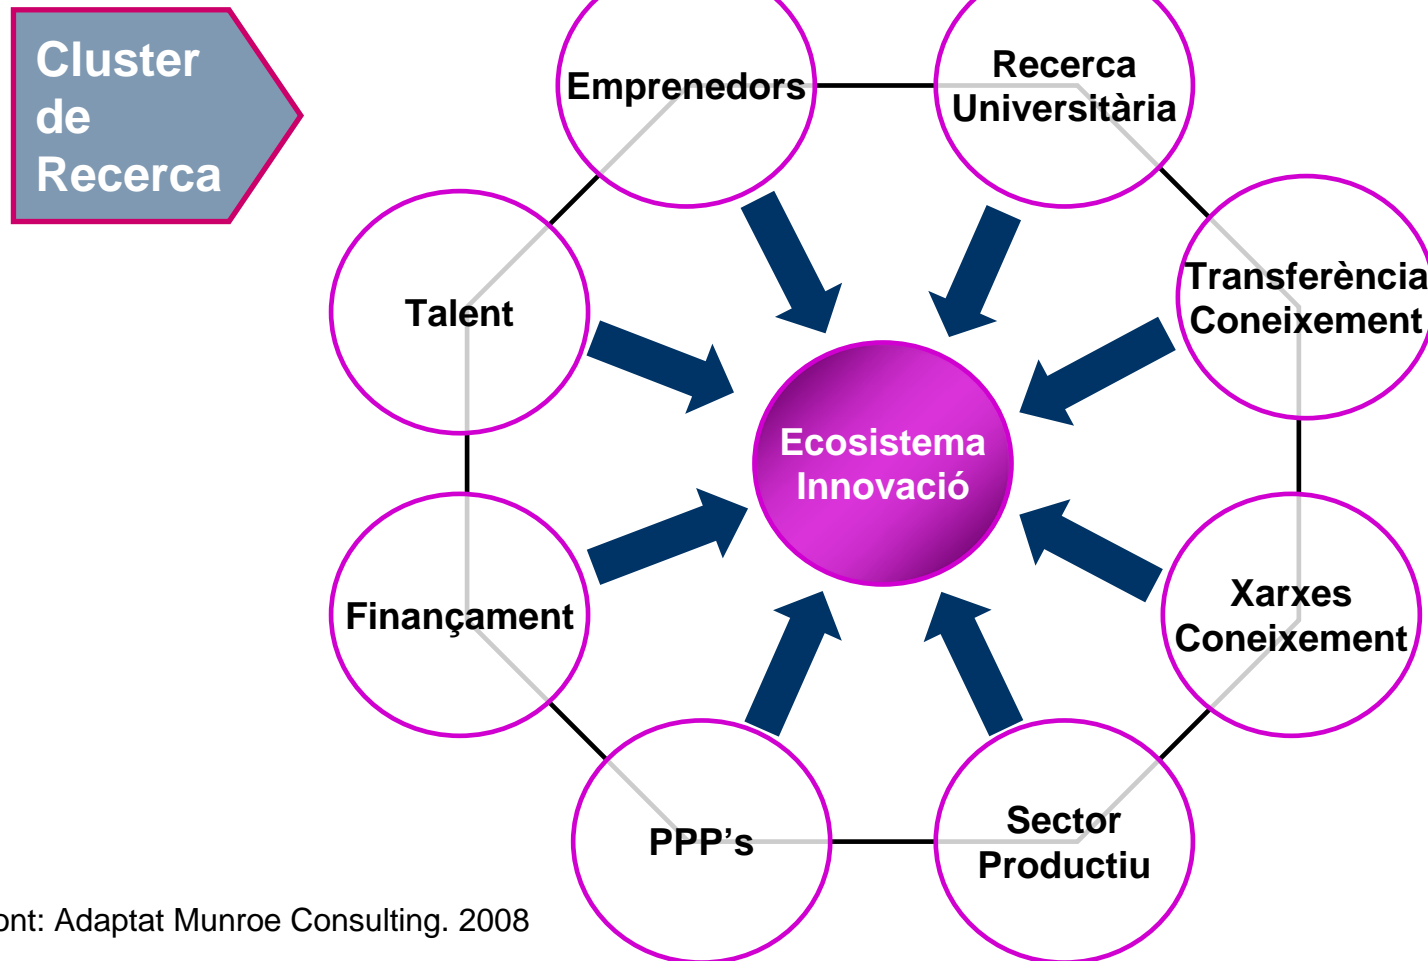 Cluster
de
Recerca
Emprenedors
Recerca
Universitària
Talent
Transferència
Coneixement
Ecosistema
Innovació
Finançament
Xarxes
Coneixement
PPP’s
Sector
Productiu
ont: Adaptat Munroe Consulting. 2008